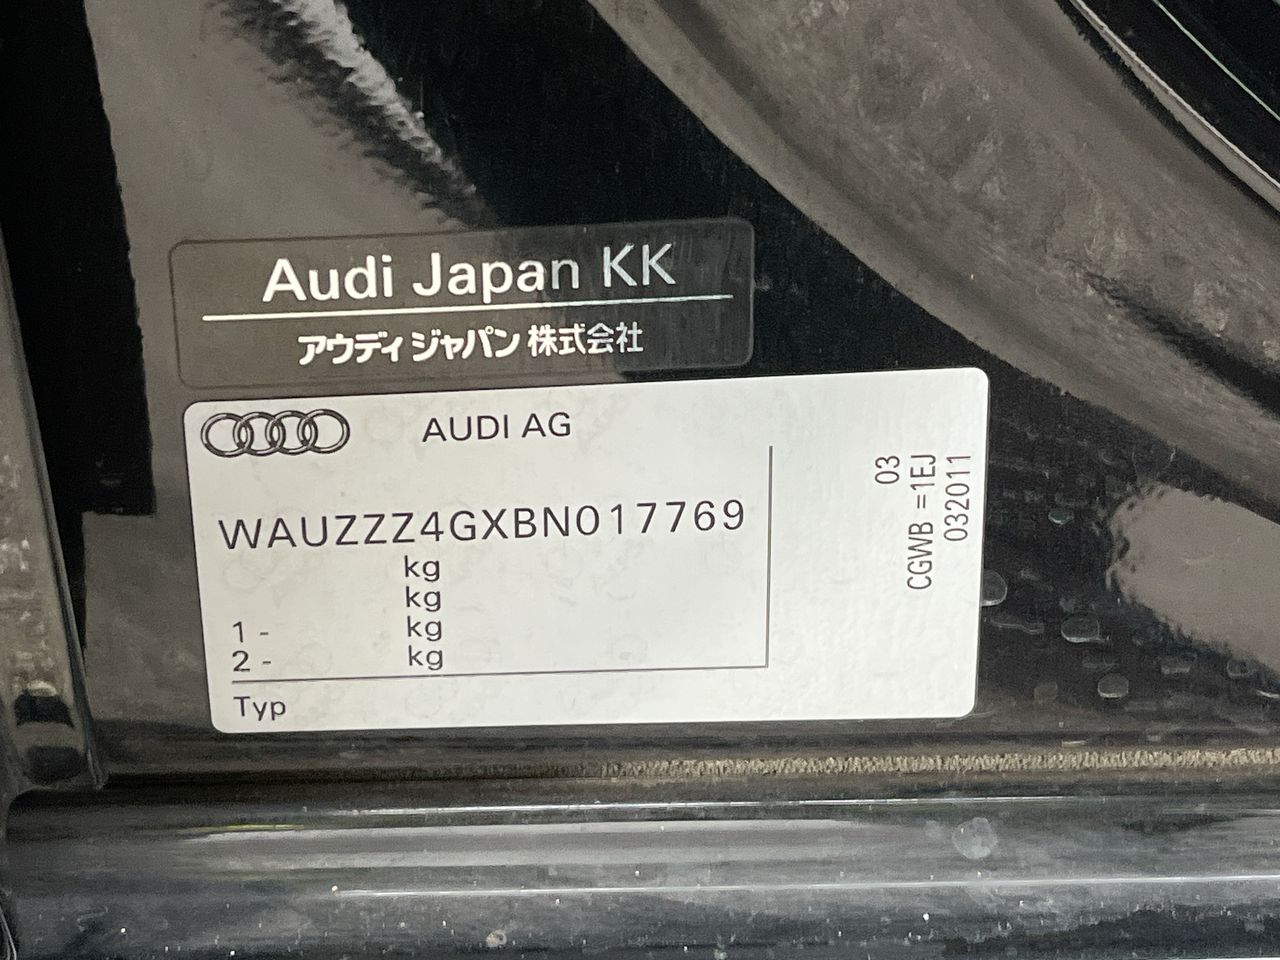 Audi Japan KK
アウディ ジャパン 株式会社
AUDI AG
WAUZZZ4GXBN017769
kg
kg
1 - kg
2 - kg
Typ
03
CGWB =1EJ
032011